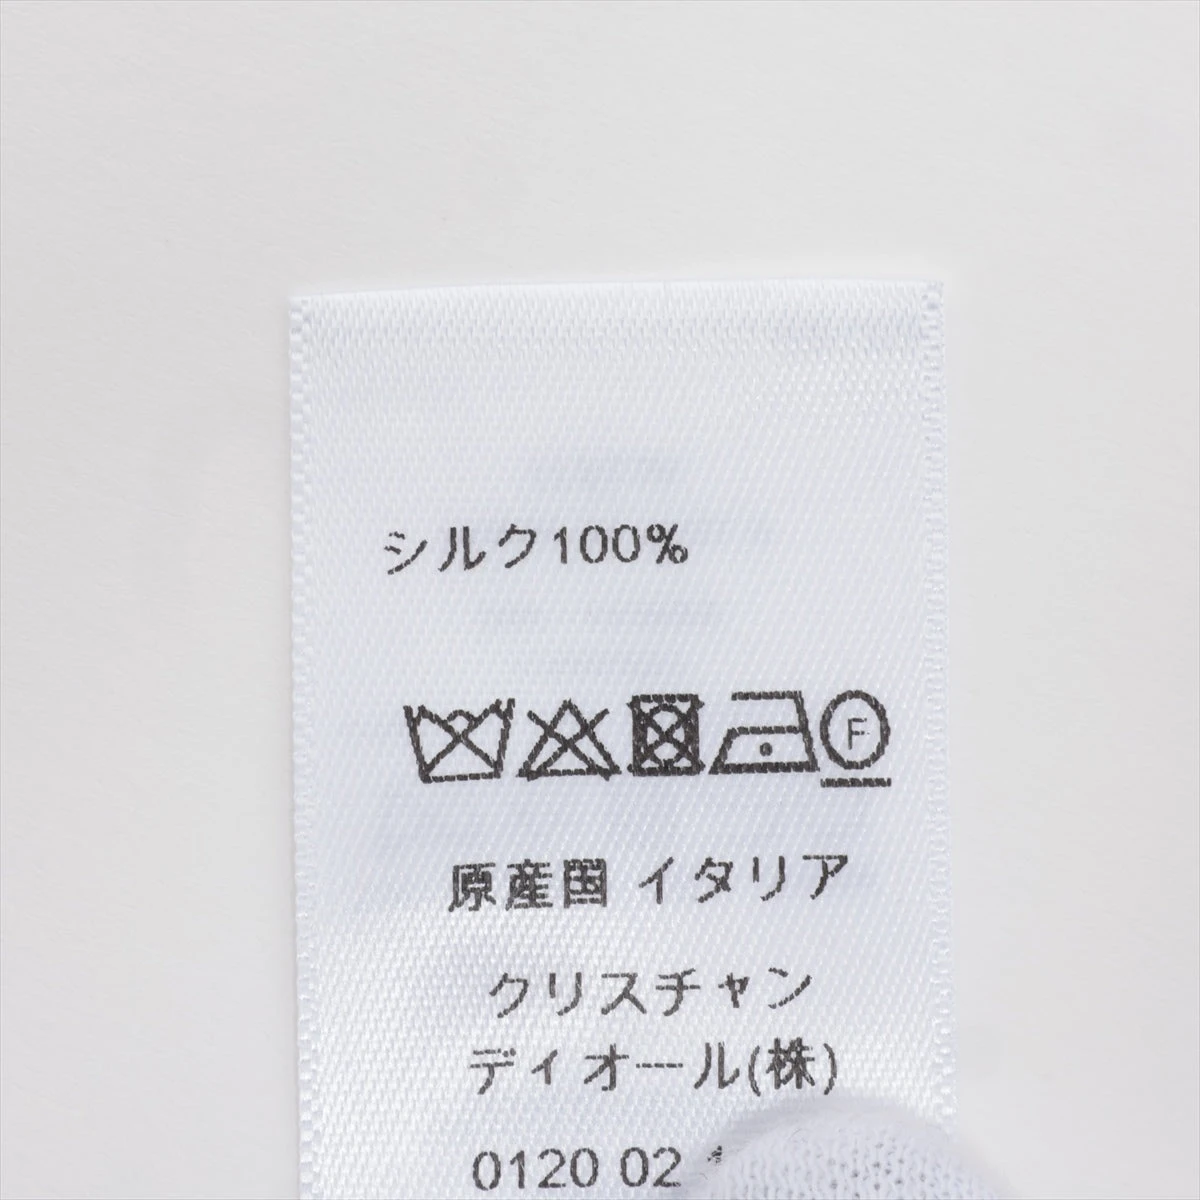 シルク100%
F
原産国 イタリア
クリスチャン
ディオール(株)
0120 02